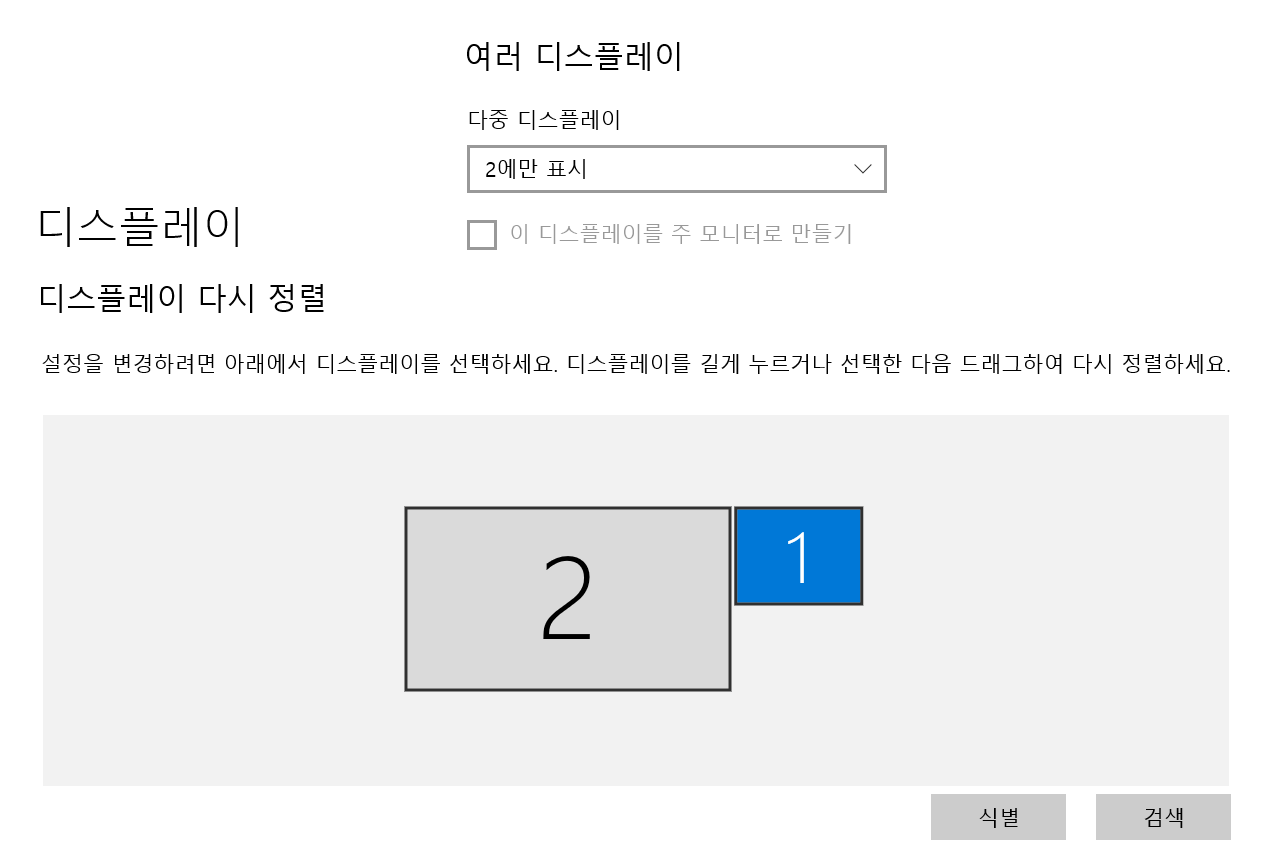 여러 디스플레이
다중 디스플레이
2에만 표시
이 디스플레이를 주 모니터로 만들기
디스플레이
디스플레이 다시 정렬
설정을 변경하려면 아래에서 디스플레이를 선택하세요. 디스플레이를 길게 누르거나 선택한 다음 드래그하여 다시 정렬하세요.
2
1
식별
검색